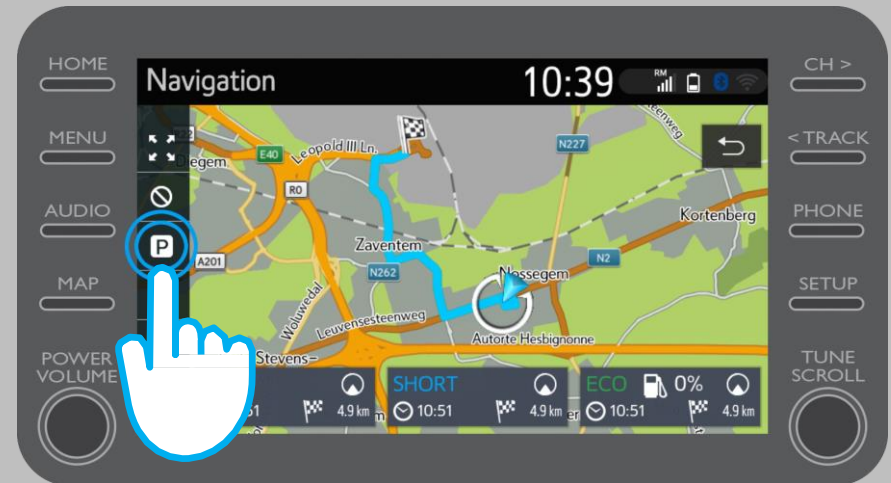 HOME
MENU
AUDIO
MAP
POWER
VOLUME
CH >
< TRACK
PHONE
SETUP
TUNE
SCROLL
Navigation
10:39
RM
E40
Leopold III Ln.
egem
R0
A201
P
N227
Kortenberg
Zaventem
N262
Nossegem
N2
Woluwedal
Leuvensesteenweg
Autorte Hesbignonne
Stevens-
4.9 km
SHORT
10:51
4.9 km
ECO
0%
10:51
4.9 km